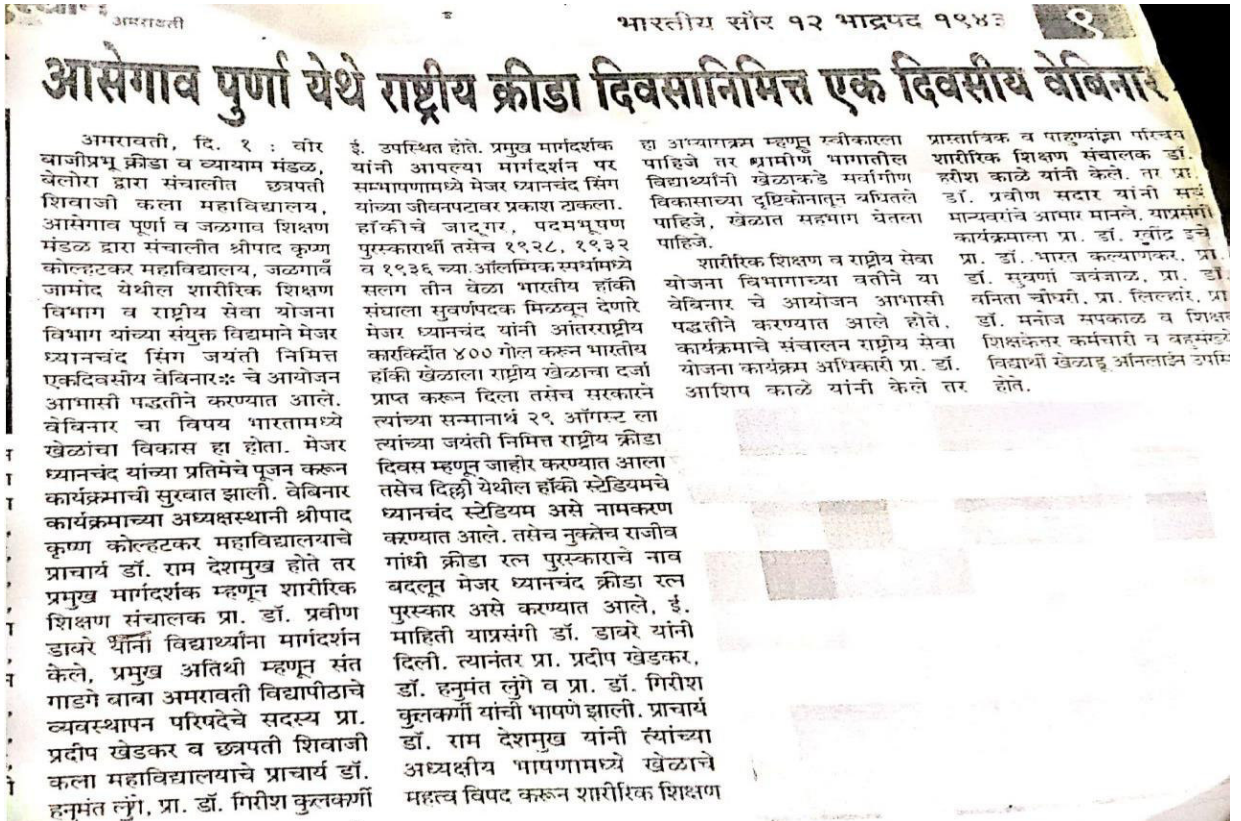 अमरावती
भारतीय सौर १२ भाद्रपद १९४३
९
आसेगाव पुर्णा येथे राष्ट्रीय क्रीडा दिवसानिमित्त एक दिवसीय वेबिनार
अमरावती, दि. १ : वीर
बाजीप्रभू क्रीडा व व्यायाम मंडळ,
बेलोरा द्वारा संचालीत छत्रपती
शिवाजी कला महाविद्यालय,
आसेगाव पूर्णा व जळगाव शिक्षण
मंडळ द्वारा संचालीत श्रीपाद कृष्ण
कोल्हटकर महाविद्यालय, जळगाव
जामोद येथील शारीरिक शिक्षण
विभाग व राष्ट्रीय सेवा योजना
विभाग यांच्या संयुक्त विद्यमाने मेजर
ध्यानचंद सिंग जयंती निमित्त
एकदिवसीय वेबिनार* चे आयोजन
आभासी पद्धतीने करण्यात आले.
वेबिनार चा विषय भारतामध्ये
खेळांचा विकास हा होता. मेजर
ध्यानचंद यांच्या प्रतिमेचे पूजन करून
कार्यक्रमाची सुरवात झाली. वेबिनार
कार्यक्रमाच्या अध्यक्षस्थानी श्रीपाद
कृष्ण कोल्हटकर महाविद्यालयाचे
प्राचार्य डॉ. राम देशमुख होते तर
प्रमुख मार्गदर्शक म्हणून शारीरिक
शिक्षण संचालक प्रा. डॉ. प्रवीण
डाबरे यांनी विद्यार्थ्यांना मार्गदर्शन
केले, प्रमुख अतिथी म्हणून संत
गाडगे बाबा अमरावती विद्यापीठाचे
व्यवस्थापन परिषदेचे सदस्य प्रा.
प्रदीप खेडकर व छत्रपती शिवाजी
कला महाविद्यालयाचे प्राचार्य डॉ.
हनुमंत लुंगे, प्रा. डॉ. गिरीश कुलकर्णी
ई. उपस्थित होते. प्रमुख मार्गदर्शक
यांनी आपल्या मार्गदर्शन पर
सम्भाषणामध्ये मेजर ध्यानचंद सिंग
यांच्या जीवनपटावर प्रकाश टाकला.
हॉकीचे जादूगर, पदमभूषण
पुरस्कारार्थी तसेच १९२८, १९३२
व १९३६ च्या ऑलम्पिक स्पर्धामध्ये
सलग तीन वेळा भारतीय हॉकी
संघाला सुवर्णपदक मिळवून देणारे
मेजर ध्यानचंद यांनी आंतरराष्ट्रीय
कारकिर्दीत ४०० गोल करून भारतीय
हॉकी खेळाला राष्ट्रीय खेळाचा दर्जा
प्राप्त करून दिला तसेच सरकारने
त्यांच्या सन्मानार्थ २९ ऑगस्ट ला
त्यांच्या जयंती निमित्त राष्ट्रीय क्रीडा
दिवस म्हणून जाहीर करण्यात आला
तसेच दिल्ली येथील हॉकी स्टेडियमचे
ध्यानचंद स्टेडियम असे नामकरण
करण्यात आले. तसेच नुक्तेच राजीव
गांधी क्रीडा रत्न पुरस्काराचे नाव
बदलून मेजर ध्यानचंद क्रीडा रत्न
पुरस्कार असे करण्यात आले, ई.
माहिती याप्रसंगी डॉ. डाबरे यांनी
दिली. त्यानंतर प्रा. प्रदीप खेडकर,
डॉ. हनुमंत लुंगे व प्रा. डॉ. गिरीश
कुलकर्णी यांची भाषणे झाली. प्राचार्य
डॉ. राम देशमुख यांनी त्यांच्या
अध्यक्षीय भाषणामध्ये खेळाचे
महत्व विषद करून शारीरिक शिक्षण
हा अभ्यासक्रम म्हणून स्वीकारला
पाहिजे तर ग्रामीण भागातील
विद्यार्थ्यांनी खेळाकडे सर्वांगीण
विकासाच्या दृष्टिकोनातून बघितले
पाहिजे, खेळात सहभाग घेतला
पाहिजे.
शारीरिक शिक्षण व राष्ट्रीय सेवा
योजना विभागाच्या वतीने या
वेबिनार चे आयोजन आभासी
पद्धतीने करण्यात आले होते.
कार्यक्रमाचे संचालन राष्ट्रीय सेवा
योजना कार्यक्रम अधिकारी प्रा. डॉ.
आशिष काळे यांनी केले तर
प्रास्ताविक व पाहुण्यांचा परिचय
शारीरिक शिक्षण संचालक डॉ.
हरीश काळे यांनी केले. तर प्रा.
डॉ. प्रवीण सदार यांनी सर्व
मान्यवरांचे आभार मानले. याप्रसंगी
कार्यक्रमाला प्रा. डॉ. रवींद्र इचे
प्रा. डॉ. भारत कल्याणकर, प्रा
डॉ. सुवर्णा जवंजाळ, प्रा. डॉ
वनिता चौधरी, प्रा. लिल्हारे, प्रा
डॉ. मनोज सपकाळ व
शिक्षकेत्तर कर्मचारी व
विद्यार्थी खेळाडू ऑनलाईन
होते.